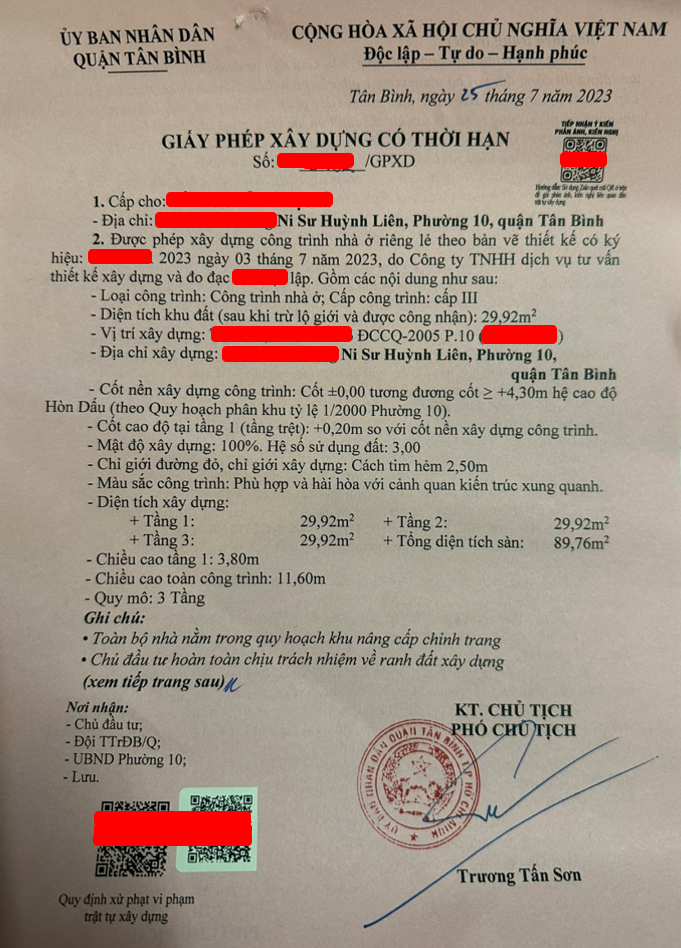 ỦY BAN NHÂN DÂN
QUẬN TÂN BÌNH
CỘNG HÒA XÃ HỘI CHỦ NGHĨA VIỆT NAM
Độc lập – Tự do – Hạnh phúc
Tân Bình, ngày 25 tháng 7 năm 2023
TIẾP NHẬN Ý KIẾN
PHẢN ÁNH, KIẾN NGHỊ
GIẤY PHÉP XÂY DỰNG CÓ THỜI HẠN
Số: /GPXD
1. Cấp cho:
- Địa chỉ: Ni Sư Huỳnh Liên, Phường 10, quận Tân Bình
2. Được phép xây dựng công trình nhà ở riêng lẻ theo bản vẽ thiết kế có ký
hiệu: 2023 ngày 03 tháng 7 năm 2023, do Công ty TNHH dịch vụ tư vấn
thiết kế xây dựng và đo đạc lập. Gồm các nội dung như sau:
- Loại công trình: Công trình nhà ở; Cấp công trình: cấp III
- Diện tích khu đất (sau khi trừ lộ giới và được công nhận): 29,92m²
- Vị trí xây dựng: ĐCCQ-2005 P.10 ( )
- Địa chỉ xây dựng: Ni Sư Huỳnh Liên, Phường 10,
quận Tân Bình
- Cốt nền xây dựng công trình: Cốt ±0,00 tương đương cốt ≥ +4,30m hệ cao độ
Hòn Dấu (theo Quy hoạch phân khu tỷ lệ 1/2000 Phường 10).
- Cốt cao độ tại tầng 1 (tầng trệt): +0,20m so với cốt nền xây dựng công trình.
- Mật độ xây dựng: 100%. Hệ số sử dụng đất: 3,00
- Chỉ giới đường đỏ, chỉ giới xây dựng: Cách tim hẻm 2,50m
- Màu sắc công trình: Phù hợp và hài hòa với cảnh quan kiến trúc xung quanh.
- Diện tích xây dựng:
+ Tầng 1: 29,92m² + Tầng 2: 29,92m²
+ Tầng 3: 29,92m² + Tổng diện tích sàn: 89,76m²
- Chiều cao tầng 1: 3,80m
- Chiều cao toàn công trình: 11,60m
- Quy mô: 3 Tầng
Ghi chú:
• Toàn bộ nhà nằm trong quy hoạch khu nâng cấp chỉnh trang
• Chủ đầu tư hoàn toàn chịu trách nhiệm về ranh đất xây dựng
(xem tiếp trang sau)
Nơi nhận:
- Chủ đầu tư;
- Đội TTrĐB/Q;
- UBND Phường 10;
- Lưu.
KT. CHỦ TỊCH
PHÓ CHỦ TỊCH
ỦY BAN NHÂN DÂN QUẬN TÂN BÌNH TP HỒ CHÍ MINH
Trương Tấn Sơn
Quy định xử phạt vi phạm
trật tự xây dựng